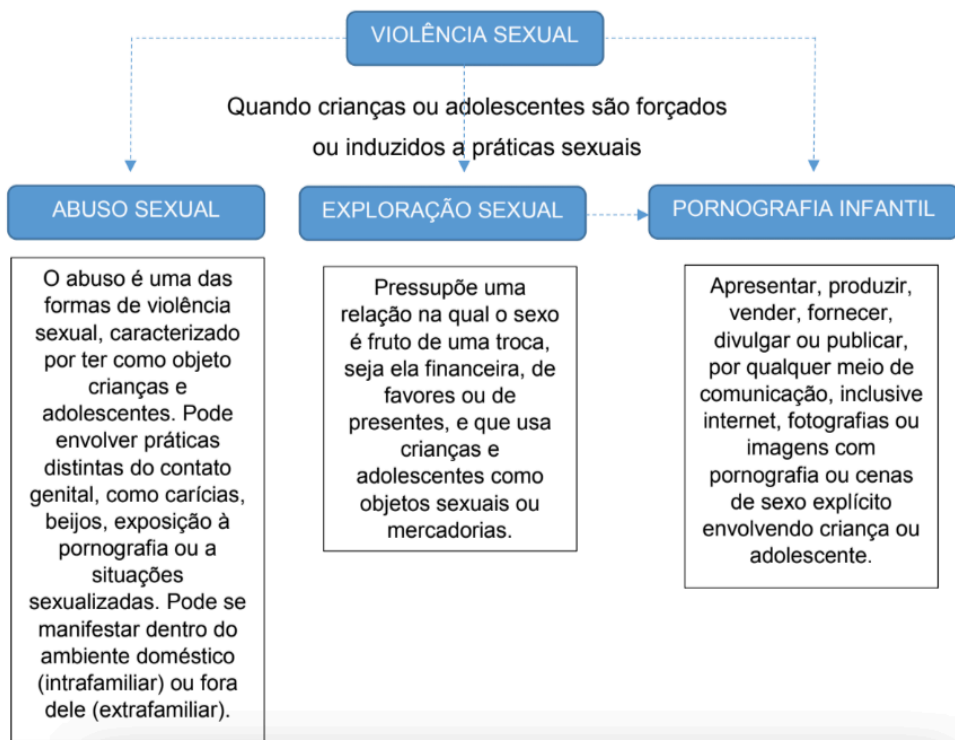 VIOLÊNCIA SEXUAL
Quando crianças ou adolescentes são forçados
ou induzidos a práticas sexuais
ABUSO SEXUAL
O abuso é uma das
formas de violência
sexual, caracterizado
por ter como objeto
crianças e
adolescentes. Pode
envolver práticas
distintas do contato
genital, como carícias,
beijos, exposição à
pornografia ou a
situações
sexualizadas. Pode se
manifestar dentro do
ambiente doméstico
(intrafamiliar) ou fora
dele (extrafamiliar).
EXPLORAÇÃO SEXUAL
Pressupõe uma
relação na qual o sexo
é fruto de uma troca,
seja ela financeira, de
favores ou de
presentes, e que usa
crianças e
adolescentes como
objetos sexuais ou
mercadorias.
PORNOGRAFIA INFANTIL
Apresentar, produzir,
vender, fornecer,
divulgar ou publicar,
por qualquer meio de
comunicação, inclusive
internet, fotografias ou
imagens com
pornografia ou cenas
de sexo explícito
envolvendo criança ou
adolescente.